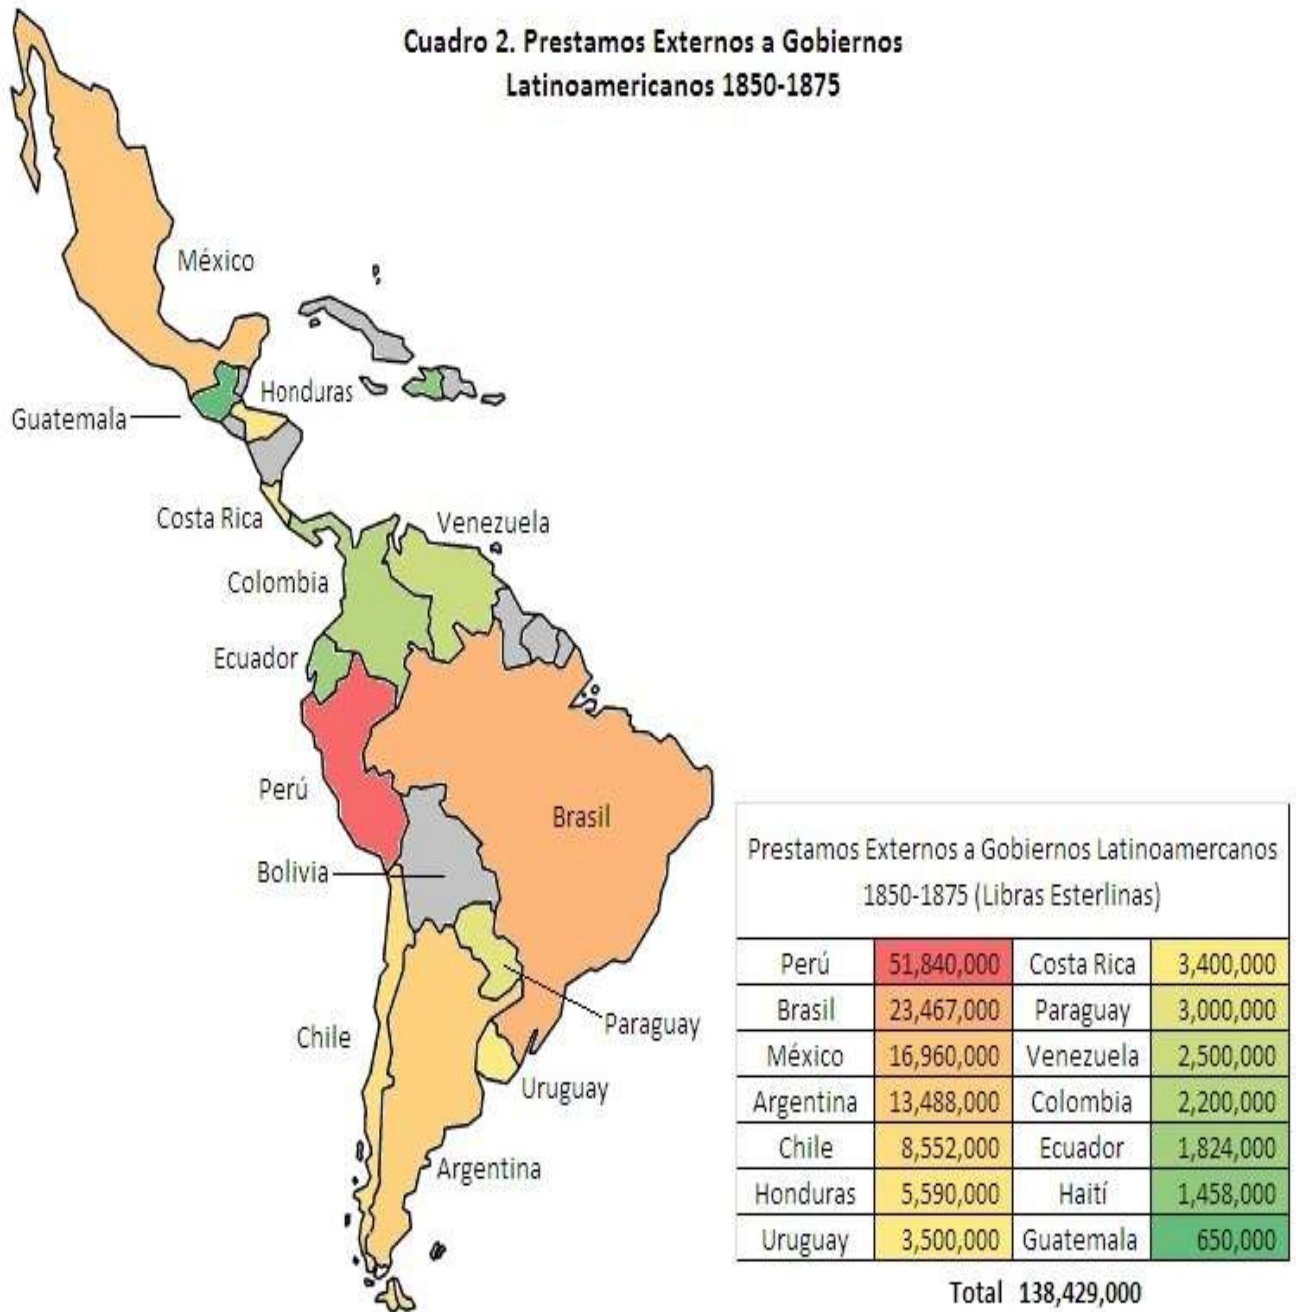 Cuadro 2. Prestamos Externos a Gobiernos
Latinoamericanos 1850-1875
México
Honduras
Guatemala
Costa Rica
Venezuela
Colombia
Ecuador
Perú
Brasil
Bolivia
Chile
Paraguay
Uruguay
Argentina
Prestamos Externos a Gobiernos Latinoamercanos
1850-1875 (Libras Esterlinas)
Perú 51,840,000 Costa Rica 3,400,000
Brasil 23,467,000 Paraguay 3,000,000
México 16,960,000 Venezuela 2,500,000
Argentina 13,488,000 Colombia 2,200,000
Chile 8,552,000 Ecuador 1,824,000
Honduras 5,590,000 Haití 1,458,000
Uruguay 3,500,000 Guatemala 650,000
Total 138,429,000